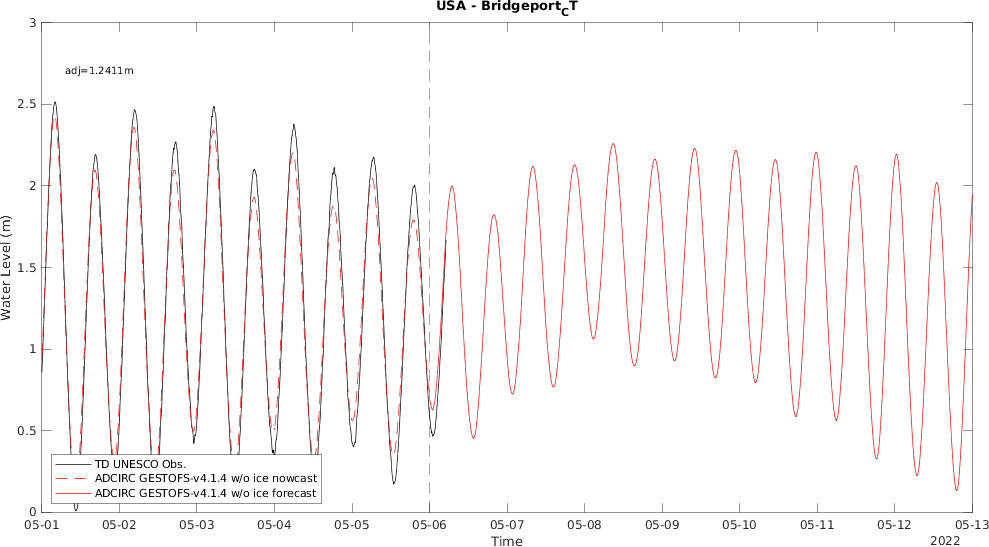 USA - Bridgeport_CT
3
adj=1.2411m
2.5
2
1.5
1
0.5
0
Water Level (m)
TD UNESCO Obs.
ADCIRC GESTOFS-v4.1.4 w/o ice nowcast
ADCIRC GESTOFS-v4.1.4 w/o ice forecast
05-01 05-02 05-03 05-04 05-05 05-06 05-07 05-08 05-09 05-10 05-11 05-12 05-13
Time
2022